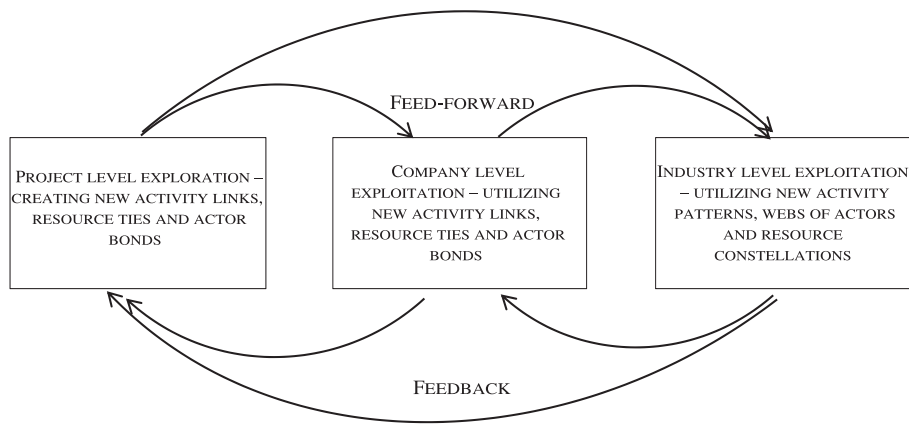 FEED-FORWARD
PROJECT LEVEL EXPLORATION –
CREATING NEW ACTIVITY LINKS,
RESOURCE TIES AND ACTOR
BONDS
COMPANY LEVEL
EXPLOITATION – UTILIZING
NEW ACTIVITY LINKS,
RESOURCE TIES AND ACTOR
BONDS
INDUSTRY LEVEL EXPLOITATION
– UTILIZING NEW ACTIVITY
PATTERNS, WEBS OF ACTORS
AND RESOURCE
CONSTELLATIONS
FEEDBACK